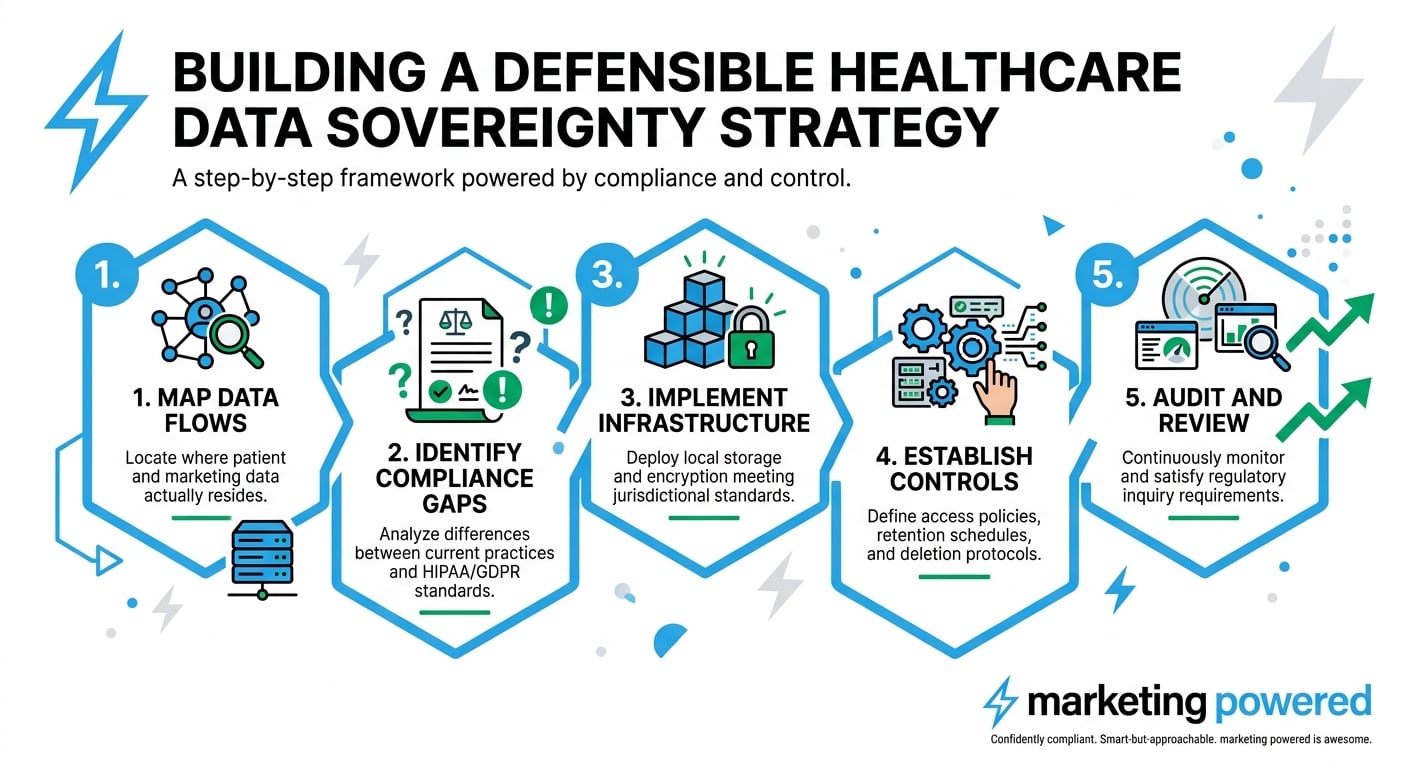 BUILDING A DEFENSIBLE HEALTHCARE
DATA SOVEREIGNTY STRATEGY
A step-by-step framework powered by compliance and control.
1.
1. MAP DATA
FLOWS
Locate where patient
and marketing data
actually resides.
?
?
?
!
!
2. IDENTIFY
COMPLIANCE
GAPS
Analyze differences
between current practices
and HIPAA/GDPR
standards.
3.
3. IMPLEMENT
INFRASTRUCTURE
Deploy local storage
and encryption meeting
jurisdictional standards.
4. ESTABLISH
CONTROLS
Define access policies,
retention schedules,
and deletion protocols.
5.
5. AUDIT AND
REVIEW
Continuously monitor
and satisfy regulatory
inquiry requirements.
marketing powered
Confidently compliant. Smart-but-approachable. marketing powered is awesome.